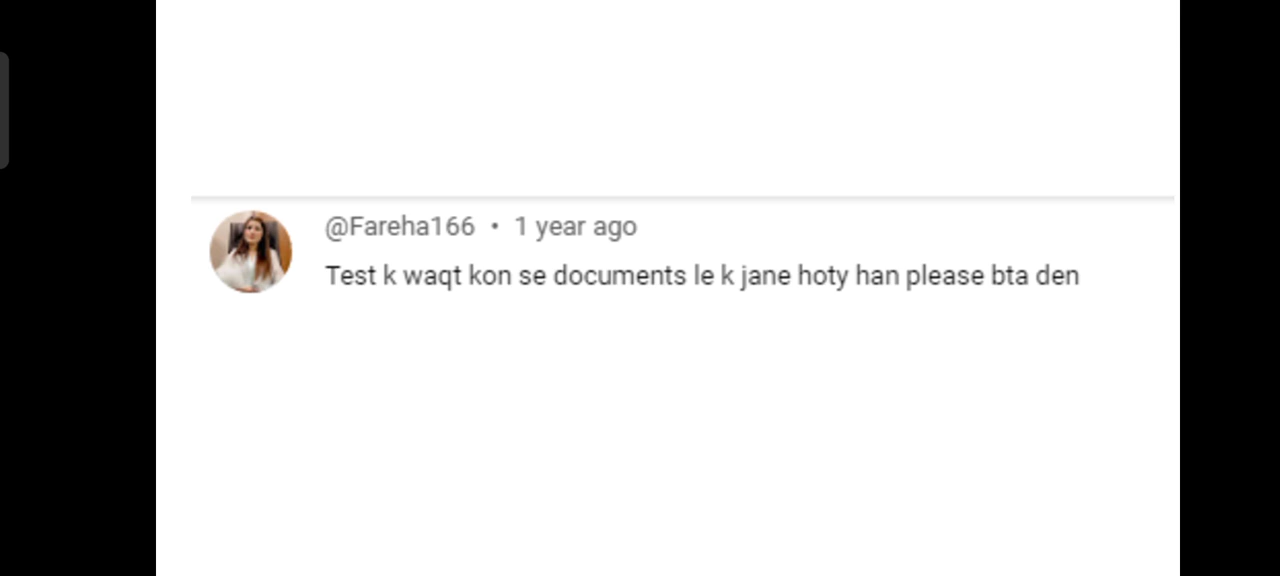 @Fareha166 • 1 year ago
Test k waqt kon se documents le k jane hoty han please bta den